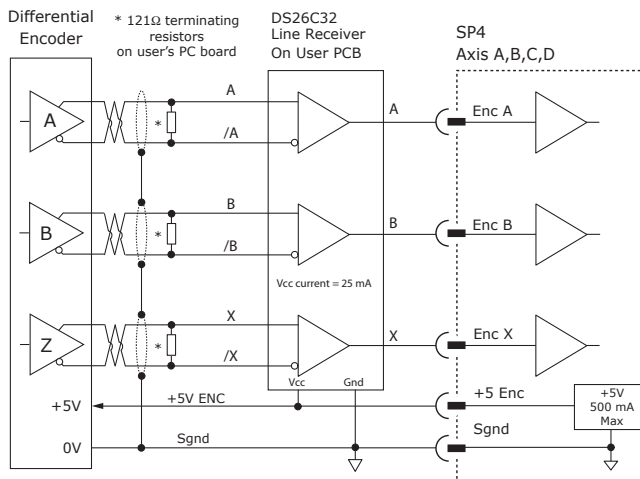 Differential
Encoder
* 121Ω terminating
resistors
on user's PC board
DS26C32
Line Receiver
On User PCB
SP4
Axis A,B,C,D
A
A
/A
*
A
Enc A
B
B
/B
*
B
Enc B
Vcc current = 25 mA
Z
X
/X
*
X
Enc X
Vcc
Gnd
+5V
+5V ENC
+5 Enc
+5V
500 mA
Max
0V
Sgnd
Sgnd